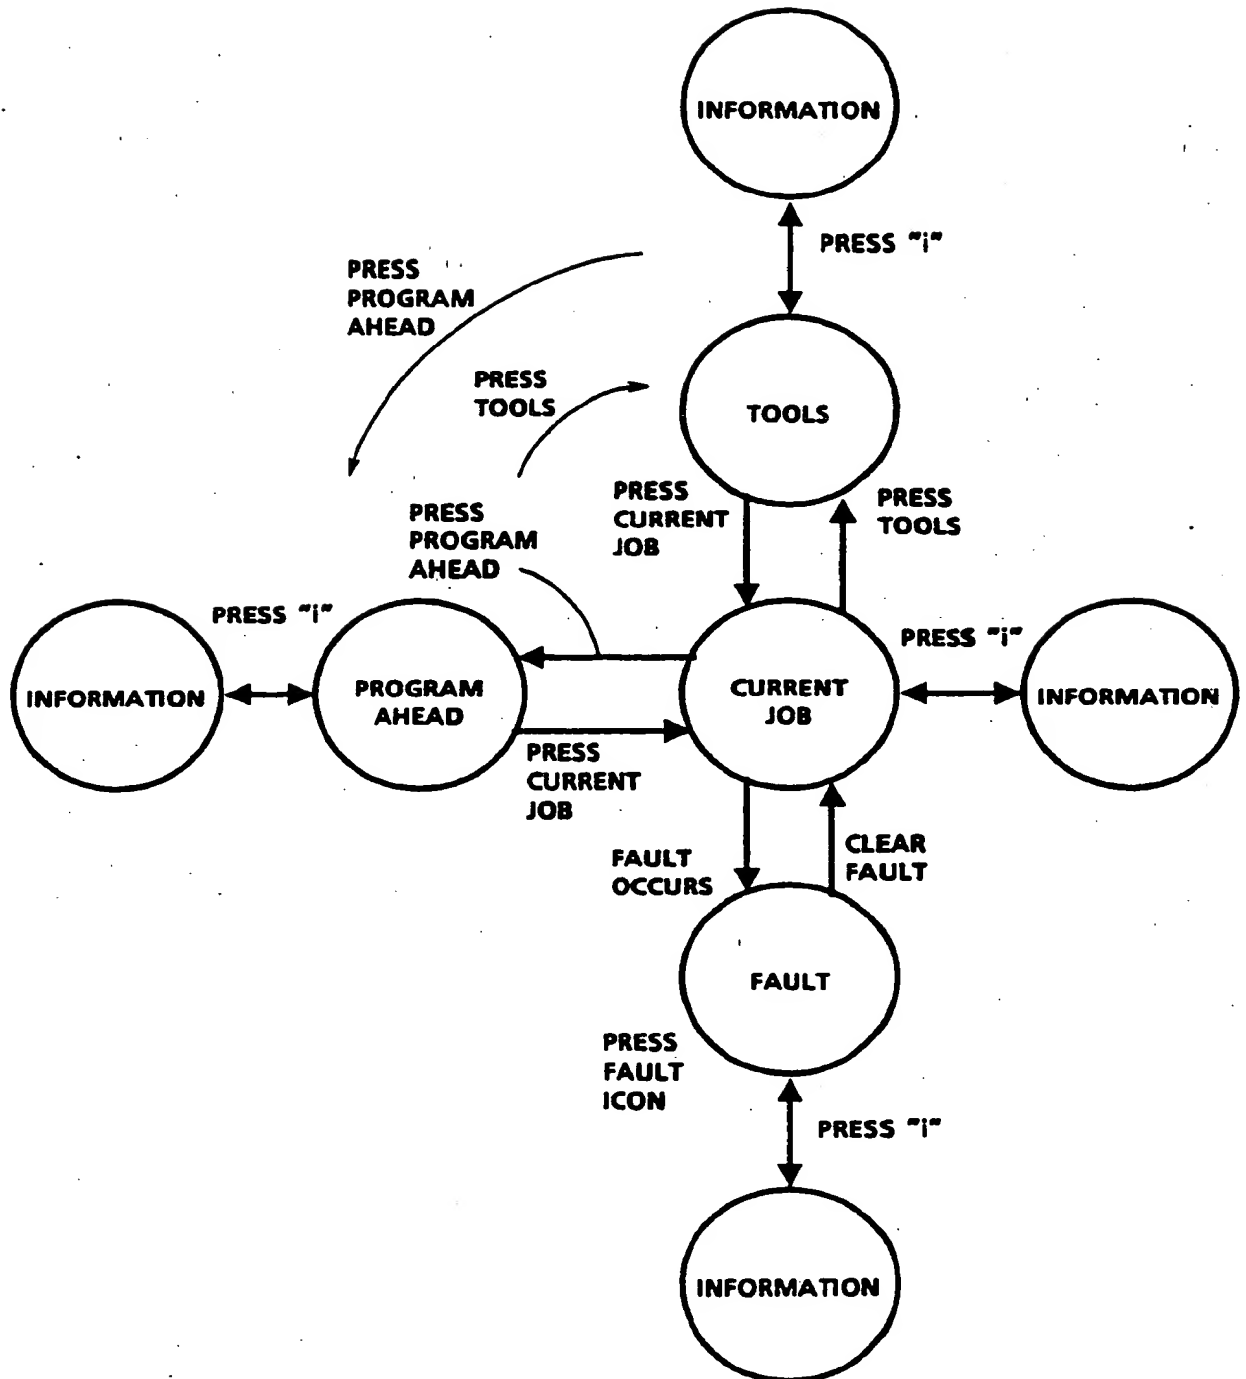 INFORMATION
PRESS "i"
PRESS
PROGRAM
AHEAD
PRESS
TOOLS
TOOLS
PRESS
CURRENT
JOB
PRESS
TOOLS
PRESS
PROGRAM
AHEAD
PRESS "i"
PRESS "i"
INFORMATION
PROGRAM
AHEAD
CURRENT
JOB
INFORMATION
PRESS
CURRENT
JOB
FAULT
OCCURS
CLEAR
FAULT
FAULT
PRESS
FAULT
ICON
PRESS "i"
INFORMATION